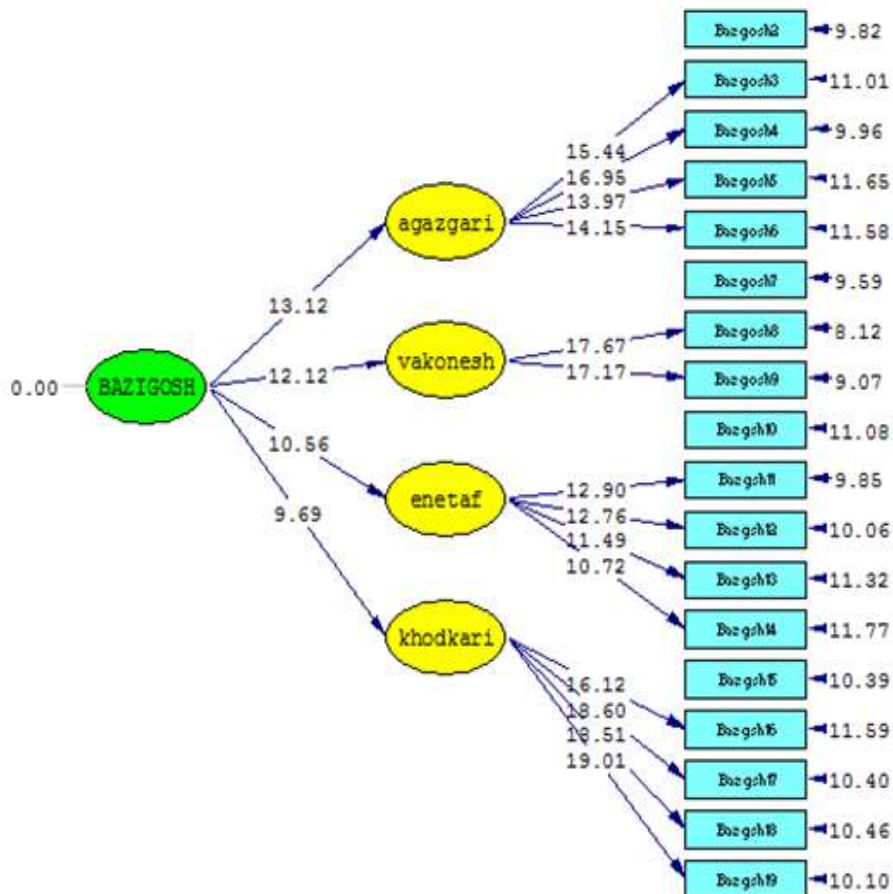 Bazgosh2 9.82
Bazgosh3 11.01
15.44
Bazgosh4 9.96
16.95
Bazgosh5 11.65
13.97
agazgari
14.15
Bazgosh6 11.58
Bazgosh7 9.59
13.12
Bazgosh8 8.12
17.67
vakonesh
17.17
Bazgosh9 9.07
12.12
0.00 BAZIGOSH
Bazgsh10 11.08
10.56
Bazgsh11 9.85
12.90
enetaf
12.76
Bazgsh12 10.06
9.69
11.49
10.72
Bazgsh13 11.32
Bazgsh14 11.77
khodkari
Bazgsh15 10.39
16.12
18.60
Bazgsh16 11.59
18.51
19.01
Bazgsh17 10.40
Bazgsh18 10.46
Bazgsh19 10.10